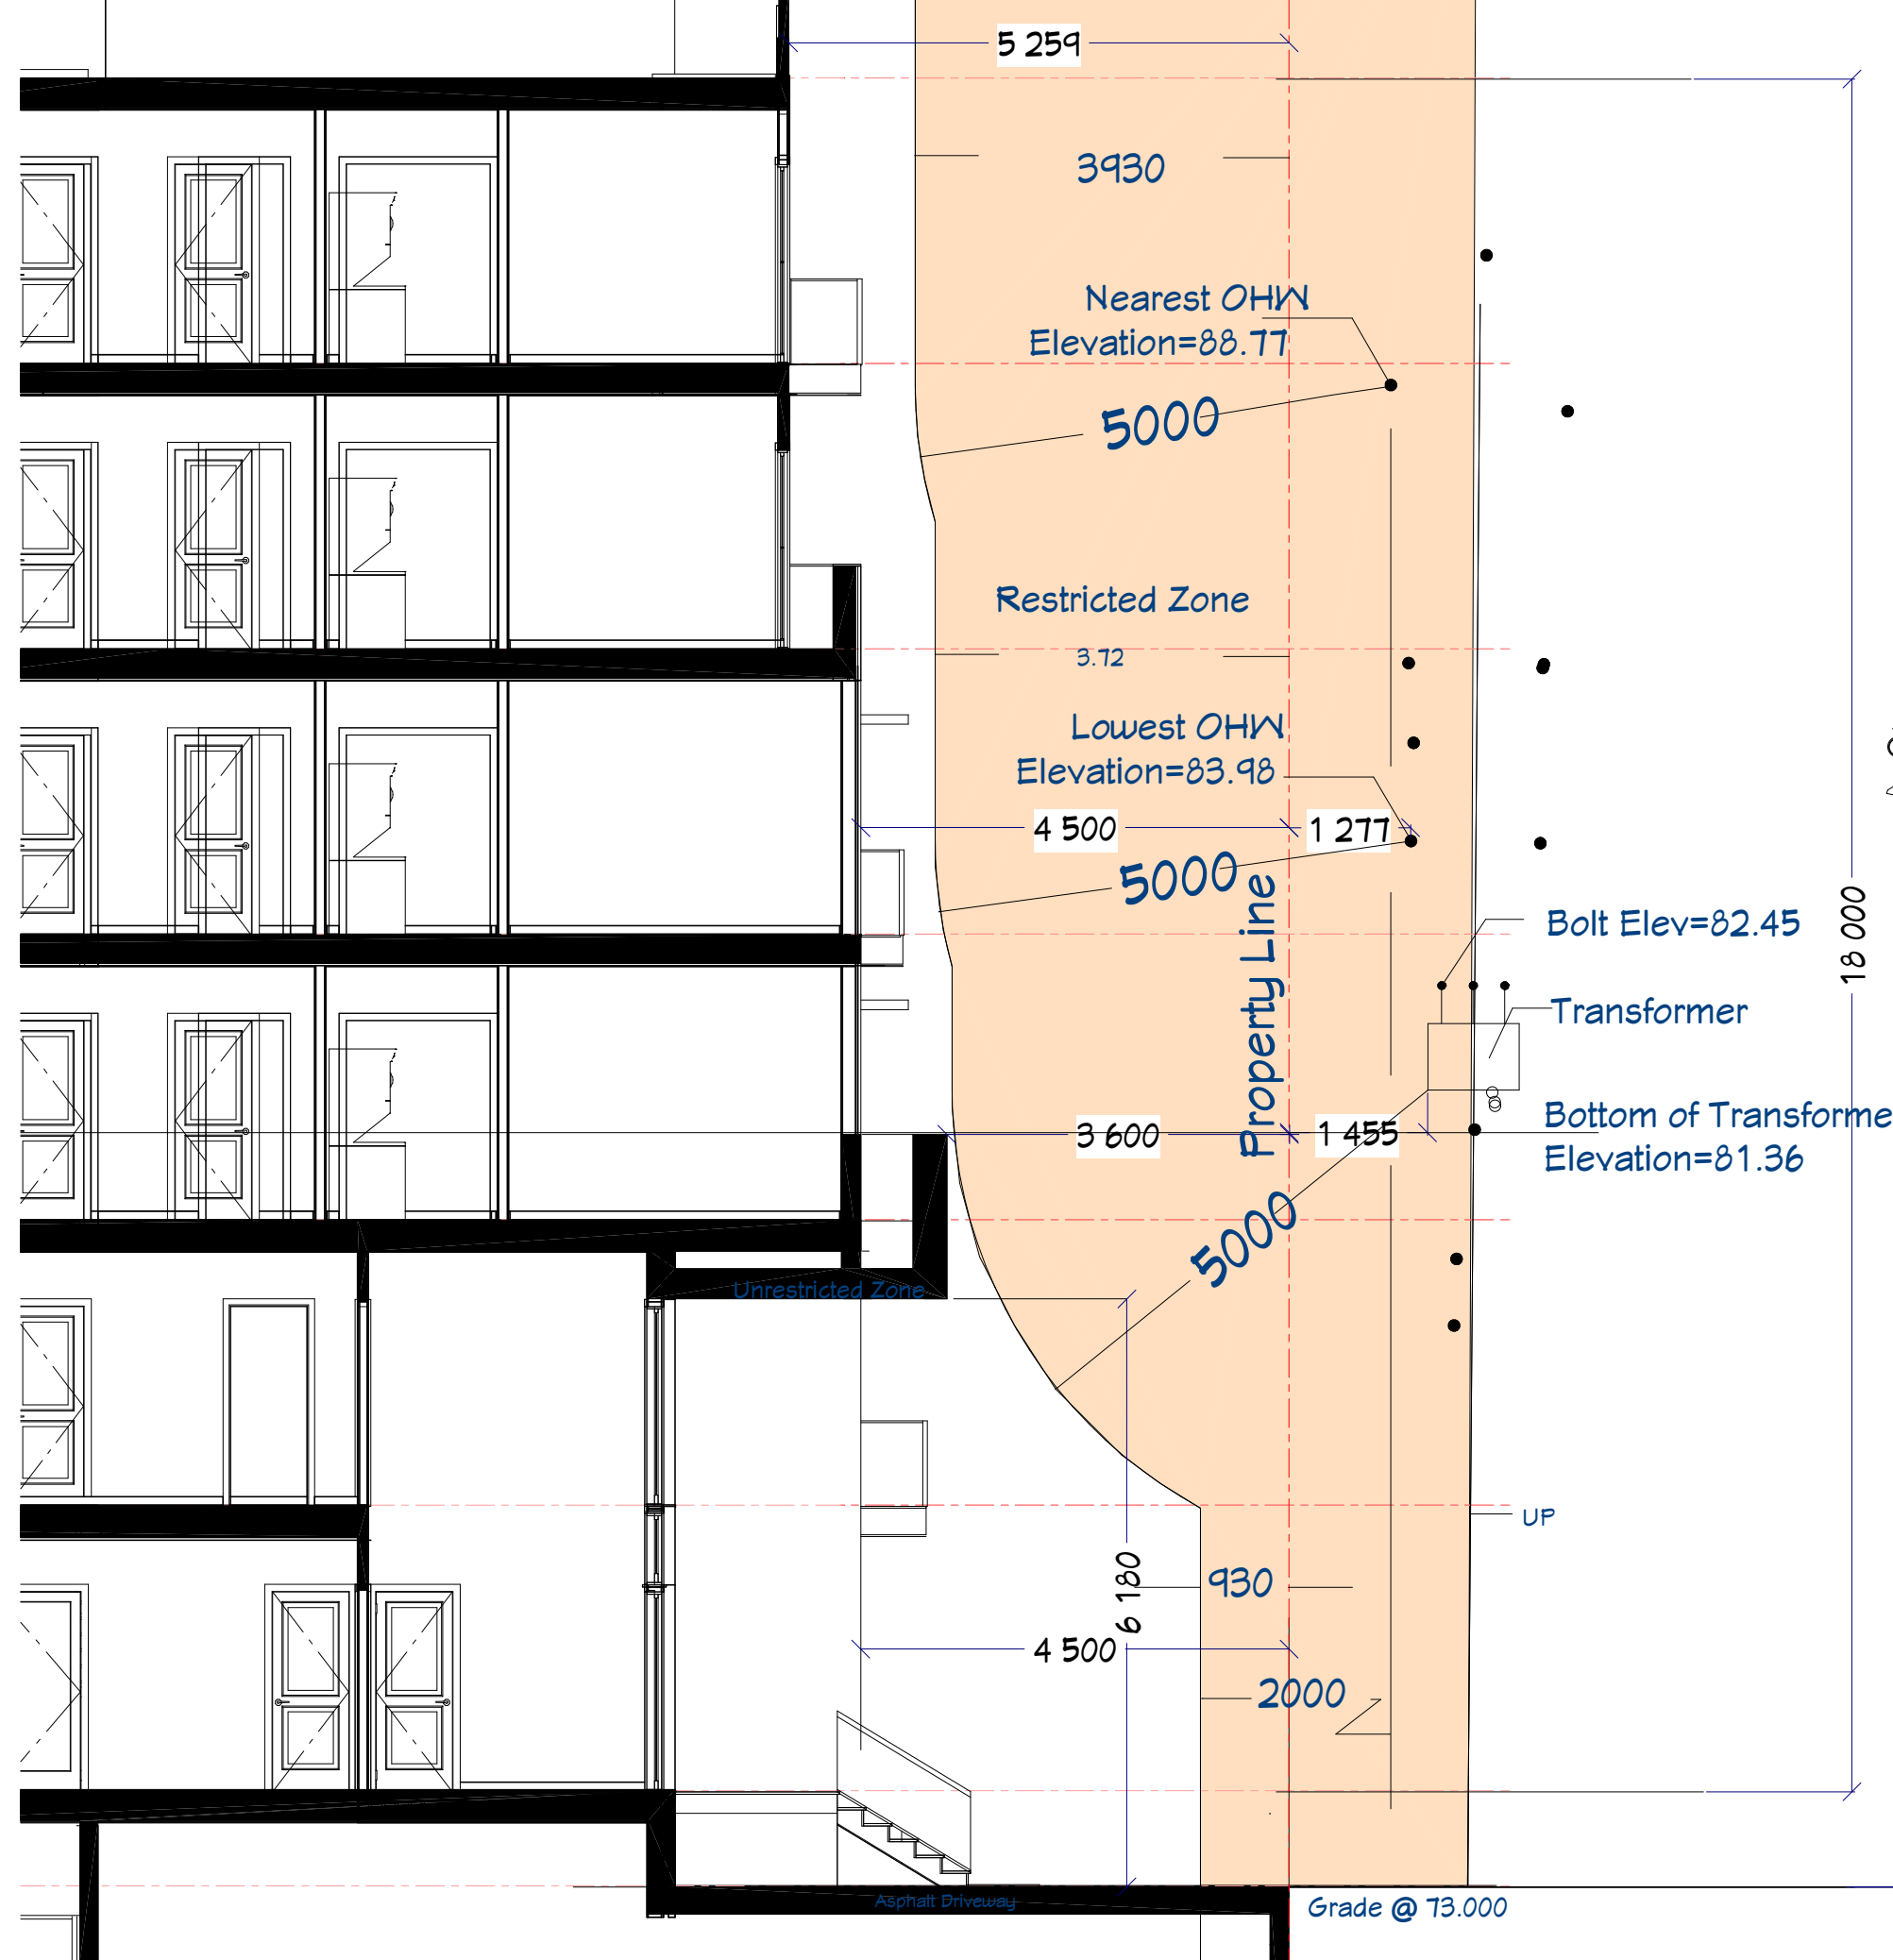 5 259
3930
Nearest OHW
Elevation=88.77
5000
Restricted Zone
3.72
Lowest OHW
Elevation=83.98
4 500
1 277
5000
Property Line
Bolt Elev=82.45
18 000
Transformer
3 600
1 455
Bottom of Transforme
Elevation=81.36
5000
Unrestricted Zone
UP
6 180
930
4 500
2000
Asphalt Driveway
Grade @ 73.000